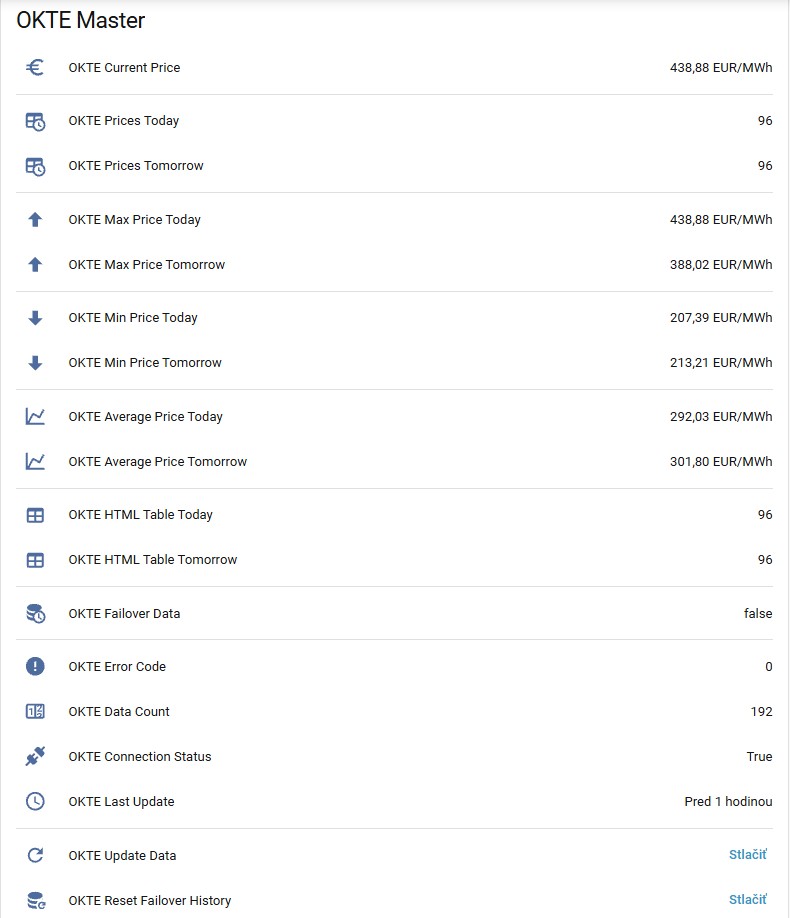 OKTE Master
OKTE Current Price 438,88 EUR/MWh
OKTE Prices Today 96
OKTE Prices Tomorrow 96
OKTE Max Price Today 438,88 EUR/MWh
OKTE Max Price Tomorrow 388,02 EUR/MWh
OKTE Min Price Today 207,39 EUR/MWh
OKTE Min Price Tomorrow 213,21 EUR/MWh
OKTE Average Price Today 292,03 EUR/MWh
OKTE Average Price Tomorrow 301,80 EUR/MWh
OKTE HTML Table Today 96
OKTE HTML Table Tomorrow 96
OKTE Failover Data false
OKTE Error Code 0
OKTE Data Count 192
OKTE Connection Status True
OKTE Last Update Pred 1 hodinou
OKTE Update Data Stlačiť
OKTE Reset Failover History Stlačiť